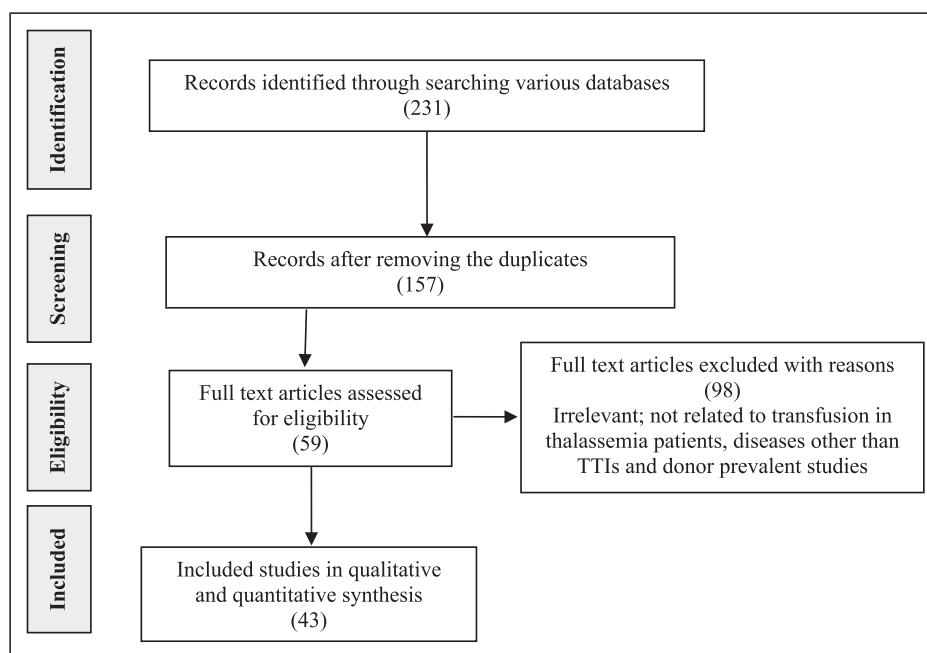 Identification
Records identified through searching various databases
(231)
Screening
Records after removing the duplicates
(157)
Eligibility
Full text articles assessed
for eligibility
(59)
Full text articles excluded with reasons
(98)
Irrelevant; not related to transfusion in
thalassemia patients, diseases other than
TTIs and donor prevalent studies
Included
Included studies in qualitative
and quantitative synthesis
(43)